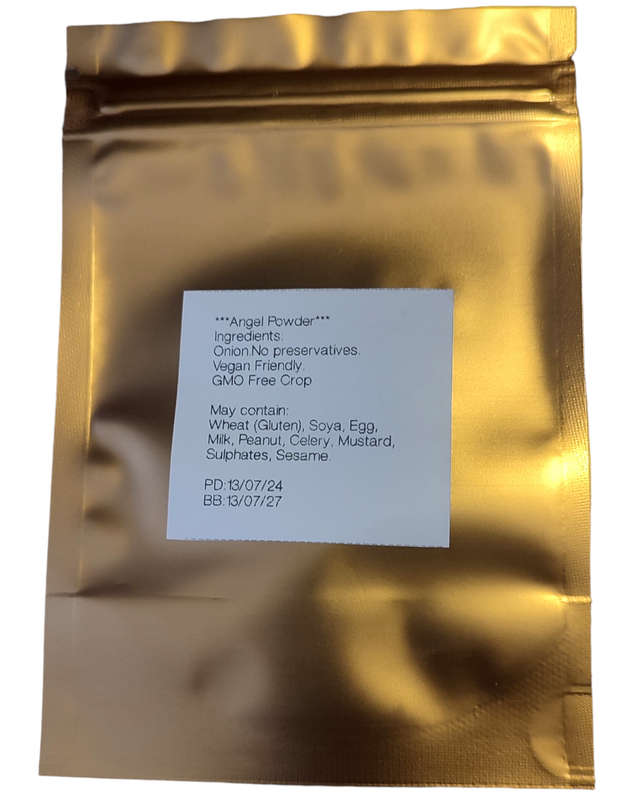 ***Angel Powder***
Ingredients.
Onion.No preservatives.
Vegan Friendly.
GMO Free Crop
May contain:
Wheat (Gluten), Soya, Egg,
Milk, Peanut, Celery, Mustard,
Sulphates, Sesame.
PD:13/07/24
BB:13/07/27